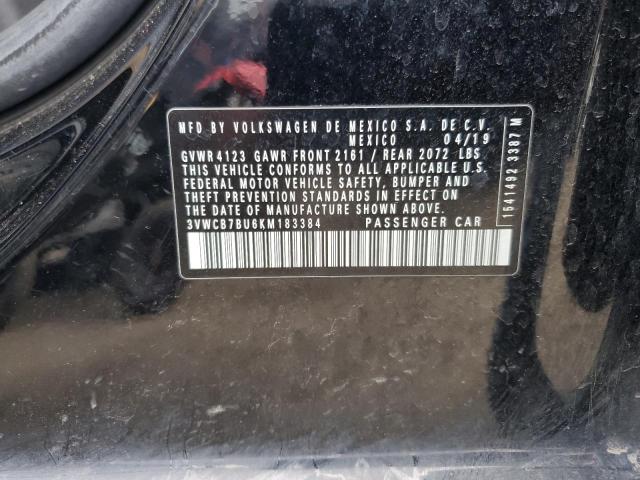 MFD BY VOLKSWAGEN DE MEXICO S.A. DE C.V.
MEXICO 04/19
GVWR 4123 GAWR FRONT 2161 / REAR 2072 LBS
THIS VEHICLE CONFORMS TO ALL APPLICABLE U.S.
FEDERAL MOTOR VEHICLE SAFETY, BUMPER AND
THEFT PREVENTION STANDARDS IN EFFECT ON
THE DATE OF MANUFACTURE SHOWN ABOVE.
3VWCB7BU6KM183384 PASSENGER CAR
1541492 3387 M